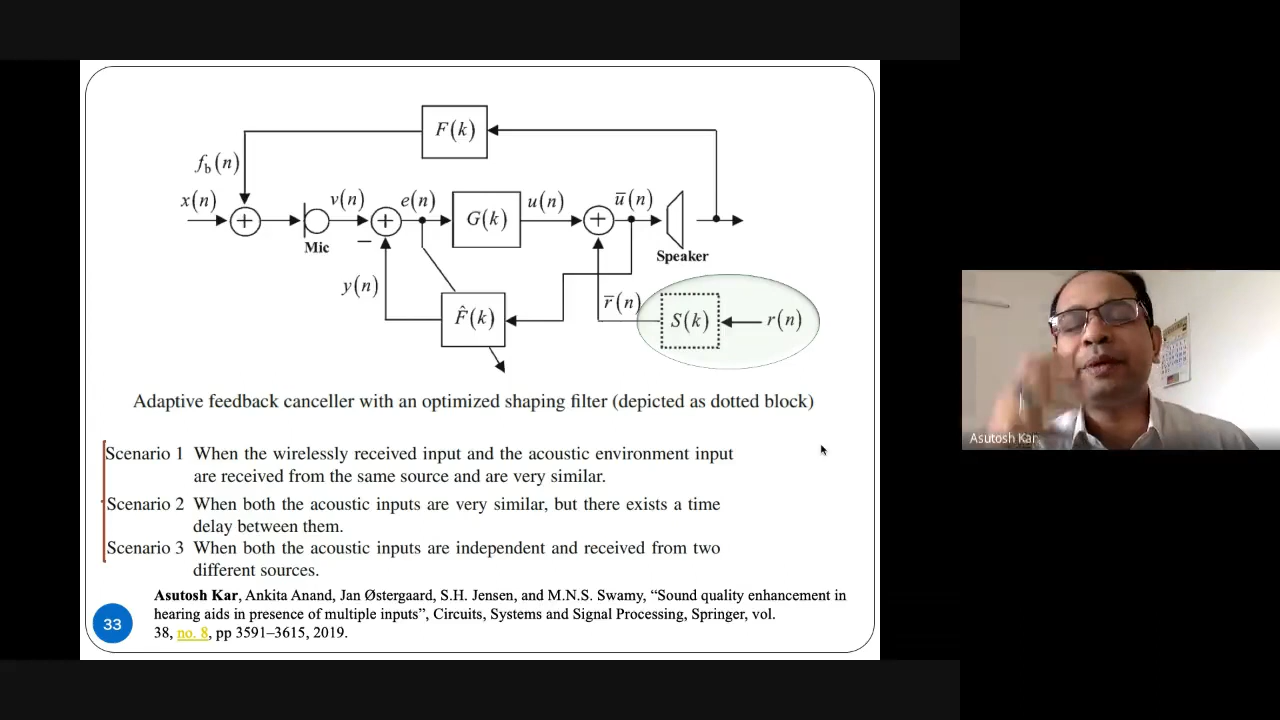 F(k)
f_b(n)
x(n)
v(n)
e(n)
G(k)
u(n)
ū(n)
Mic
Speaker
y(n)
F̂(k)
r̅(n)
S(k)
r(n)
Adaptive feedback canceller with an optimized shaping filter (depicted as dotted block)
Scenario 1 When the wirelessly received input and the acoustic environment input
are received from the same source and are very similar.
Scenario 2 When both the acoustic inputs are very similar, but there exists a time
delay between them.
Scenario 3 When both the acoustic inputs are independent and received from two
different sources.
Asutosh Kar, Ankita Anand, Jan Østergaard, S.H. Jensen, and M.N.S. Swamy, “Sound quality enhancement in
hearing aids in presence of multiple inputs”, Circuits, Systems and Signal Processing, Springer, vol.
38, no. 8, pp 3591–3615, 2019.
33
Asutosh Kar